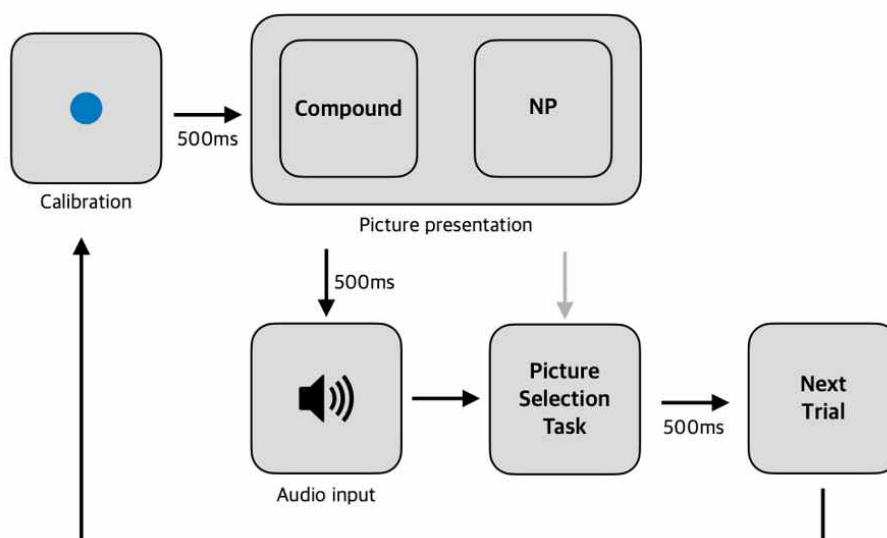 Compound
NP
500ms
Calibration
Picture presentation
500ms
Picture
Selection
Task
Next
Trial
500ms
Audio input